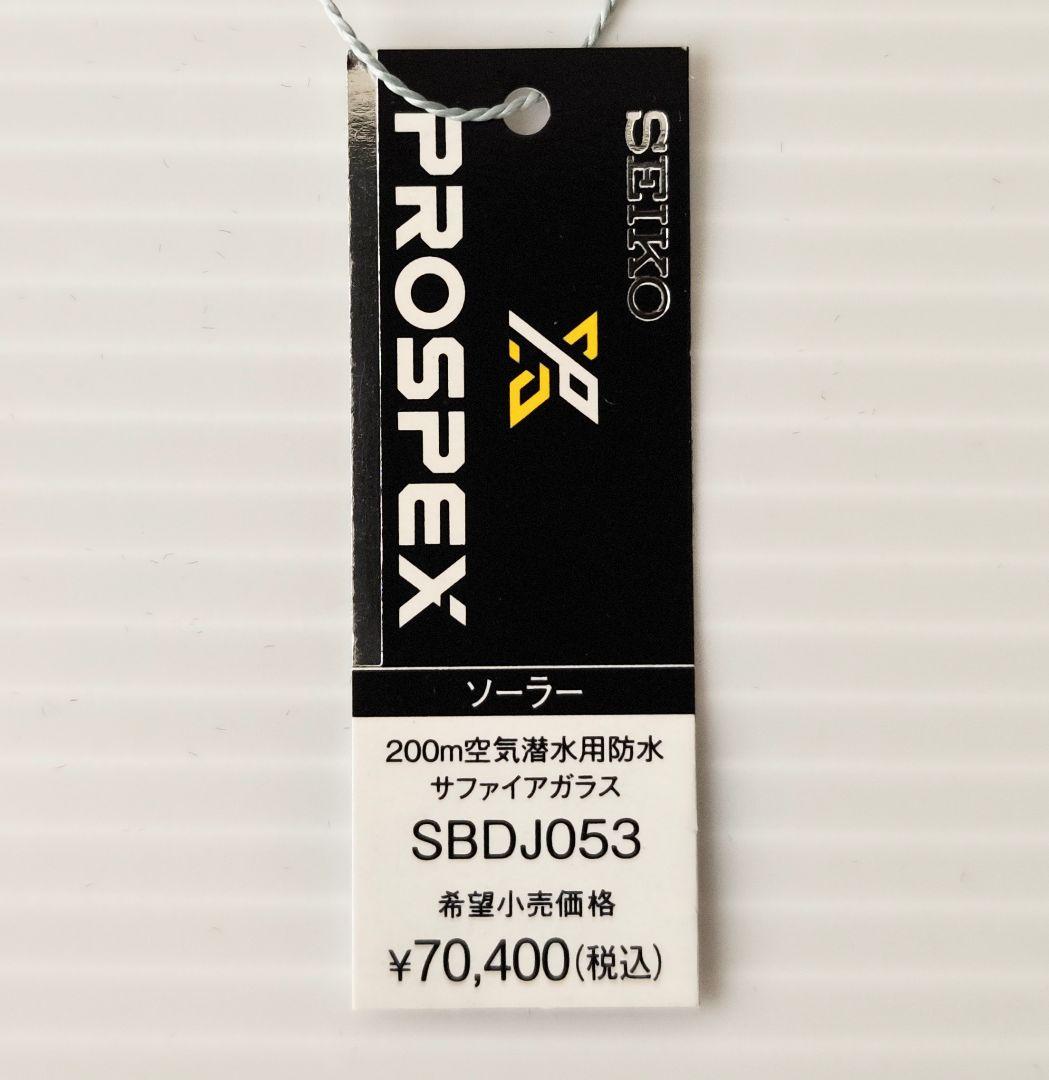 SEIKO
PROSPEX
ソーラー
200m空気潜水用防水
サファイアガラス
SBDJ053
希望小売価格
¥70,400(税込)